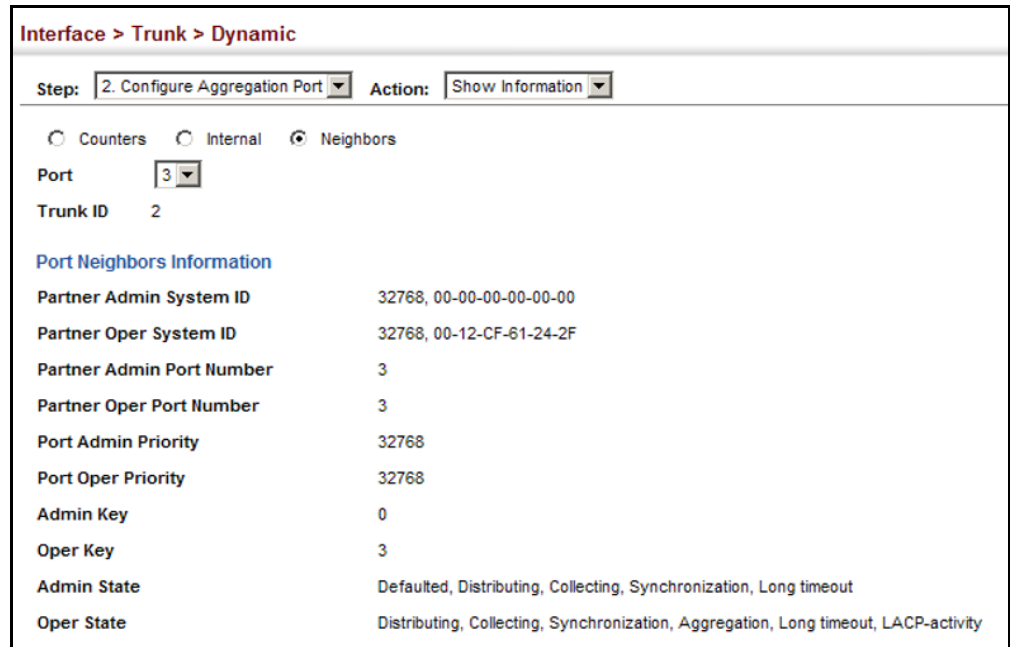 Interface > Trunk > Dynamic
Step: 2. Configure Aggregation Port Action: Show Information
Counters Internal Neighbors
Port 3
Trunk ID 2
Port Neighbors Information
Partner Admin System ID 32768, 00-00-00-00-00-00
Partner Oper System ID 32768, 00-12-CF-61-24-2F
Partner Admin Port Number 3
Partner Oper Port Number 3
Port Admin Priority 32768
Port Oper Priority 32768
Admin Key 0
Oper Key 3
Admin State Defaulted, Distributing, Collecting, Synchronization, Long timeout
Oper State Distributing, Collecting, Synchronization, Aggregation, Long timeout, LACP-activity